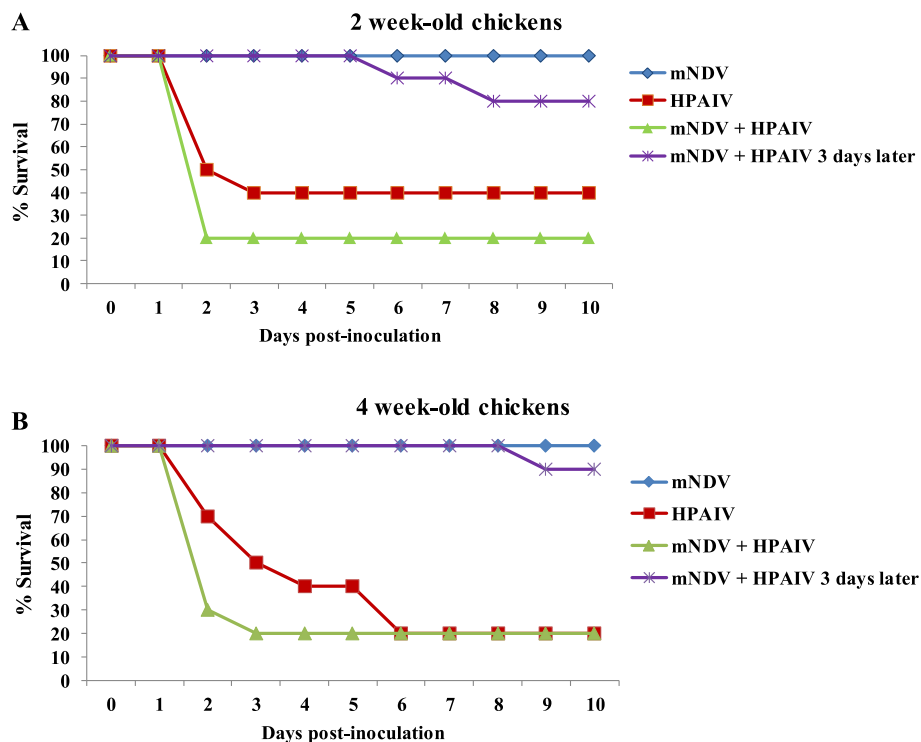 A
2 week-old chickens
100
90
80
70
60
50
40
30
20
10
0
% Survival
0 1 2 3 4 5 6 7 8 9 10
Days post-inoculation
mNDV
HPAIV
mNDV + HPAIV
mNDV + HPAIV 3 days later
B
4 week-old chickens
100
90
80
70
60
50
40
30
20
10
0
% Survival
0 1 2 3 4 5 6 7 8 9 10
Days post-inoculation
mNDV
HPAIV
mNDV + HPAIV
mNDV + HPAIV 3 days later